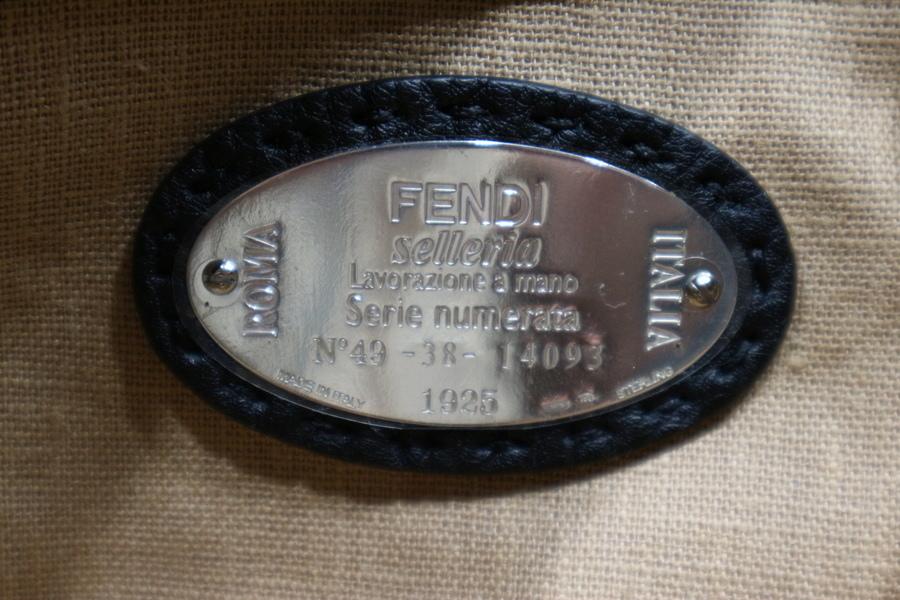 FENDI
selleria
Lavorazione a mano
Serie numerata
N°49 -38- 14093
1925
ROMA
ITALIA
MADE IN ITALY
STERLING